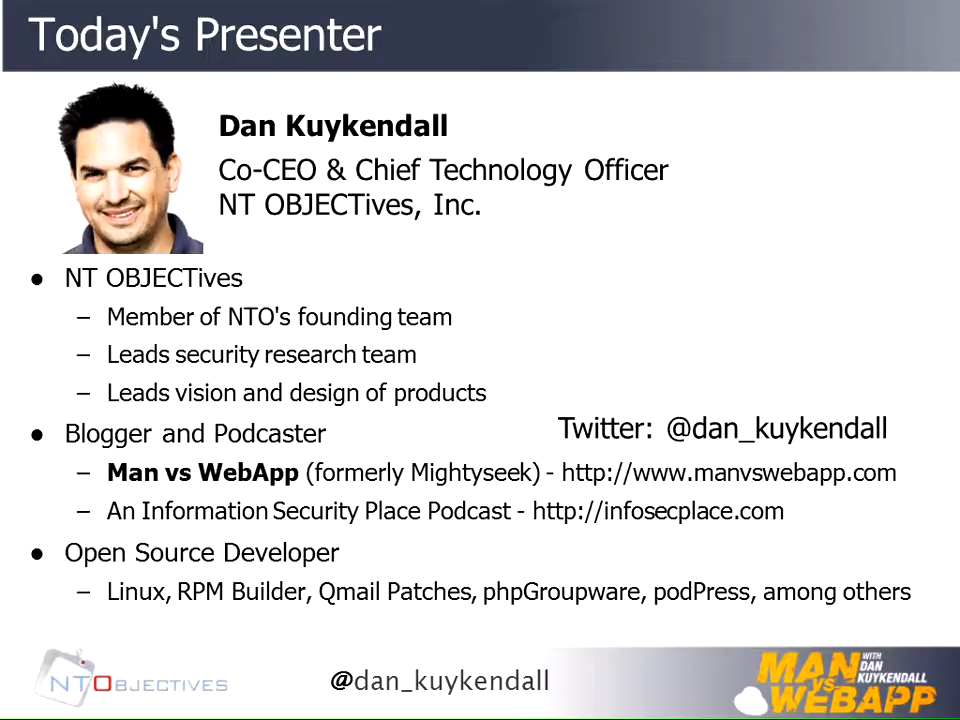 Today's Presenter
Dan Kuykendall
Co-CEO & Chief Technology Officer
NT OBJECTives, Inc.
● NT OBJECTives
– Member of NTO's founding team
– Leads security research team
– Leads vision and design of products
● Blogger and Podcaster
Twitter: @dan_kuykendall
– Man vs WebApp (formerly Mightyseek) - http://www.manvswebapp.com
– An Information Security Place Podcast - http://infosecplace.com
● Open Source Developer
– Linux, RPM Builder, Qmail Patches, phpGroupware, podPress, among others
NTOBJECTIVES
@dan_kuykendall
MAN WITH DAN KUYKENDALL
VS
WEBAPP